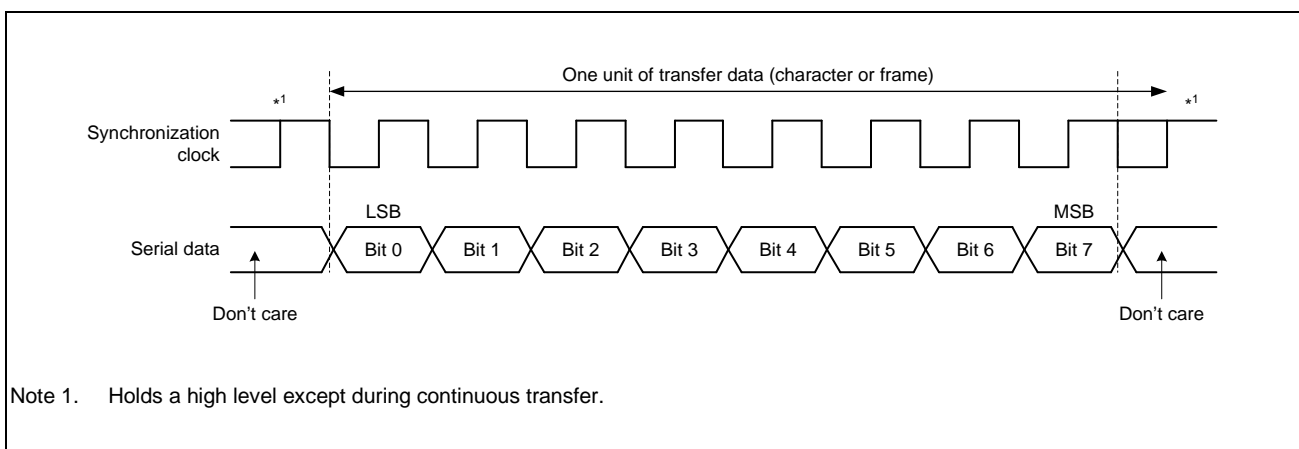 One unit of transfer data (character or frame)
*1 *1
Synchronization
clock
LSB MSB
Serial data Bit 0 Bit 1 Bit 2 Bit 3 Bit 4 Bit 5 Bit 6 Bit 7
Don’t care Don’t care
Note 1. Holds a high level except during continuous transfer.